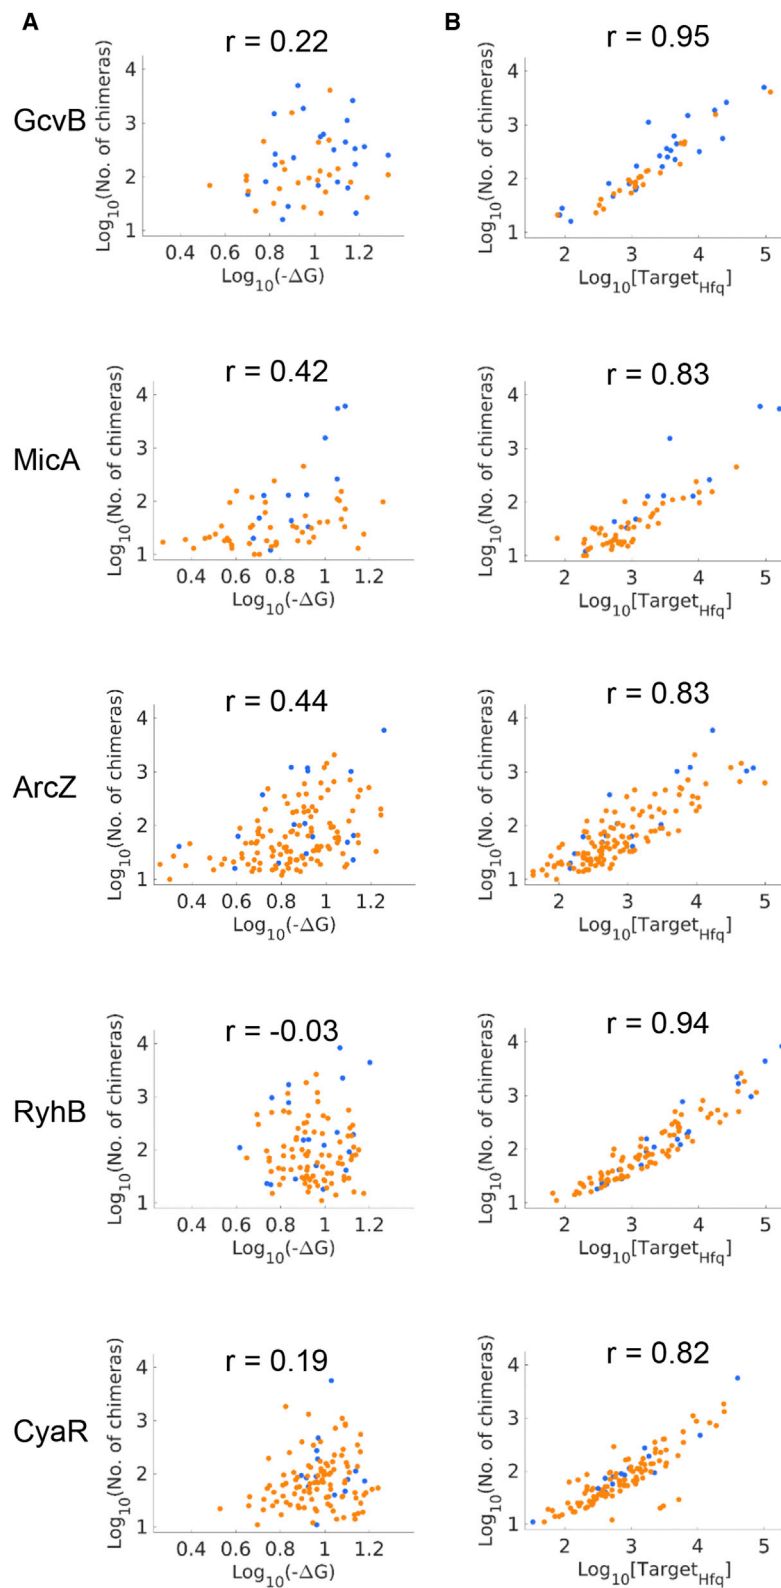 A
B
GcvB
r = 0.22
Log10(No. of chimeras)
4
3
2
1
0.4 0.6 0.8 1 1.2
Log10(-ΔG)
r = 0.95
Log10(No. of chimeras)
4
3
2
1
2 3 4 5
Log10[TargetHfq]
MicA
r = 0.42
Log10(No. of chimeras)
4
3
2
1
0.4 0.6 0.8 1 1.2
Log10(-ΔG)
r = 0.83
Log10(No. of chimeras)
4
3
2
1
2 3 4 5
Log10[TargetHfq]
ArcZ
r = 0.44
Log10(No. of chimeras)
4
3
2
1
0.4 0.6 0.8 1 1.2
Log10(-ΔG)
r = 0.83
Log10(No. of chimeras)
4
3
2
1
2 3 4 5
Log10[TargetHfq]
RyhB
r = -0.03
Log10(No. of chimeras)
4
3
2
1
0.4 0.6 0.8 1 1.2
Log10(-ΔG)
r = 0.94
Log10(No. of chimeras)
4
3
2
1
2 3 4 5
Log10[TargetHfq]
CyaR
r = 0.19
Log10(No. of chimeras)
4
3
2
1
0.4 0.6 0.8 1 1.2
Log10(-ΔG)
r = 0.82
Log10(No. of chimeras)
4
3
2
1
2 3 4 5
Log10[TargetHfq]